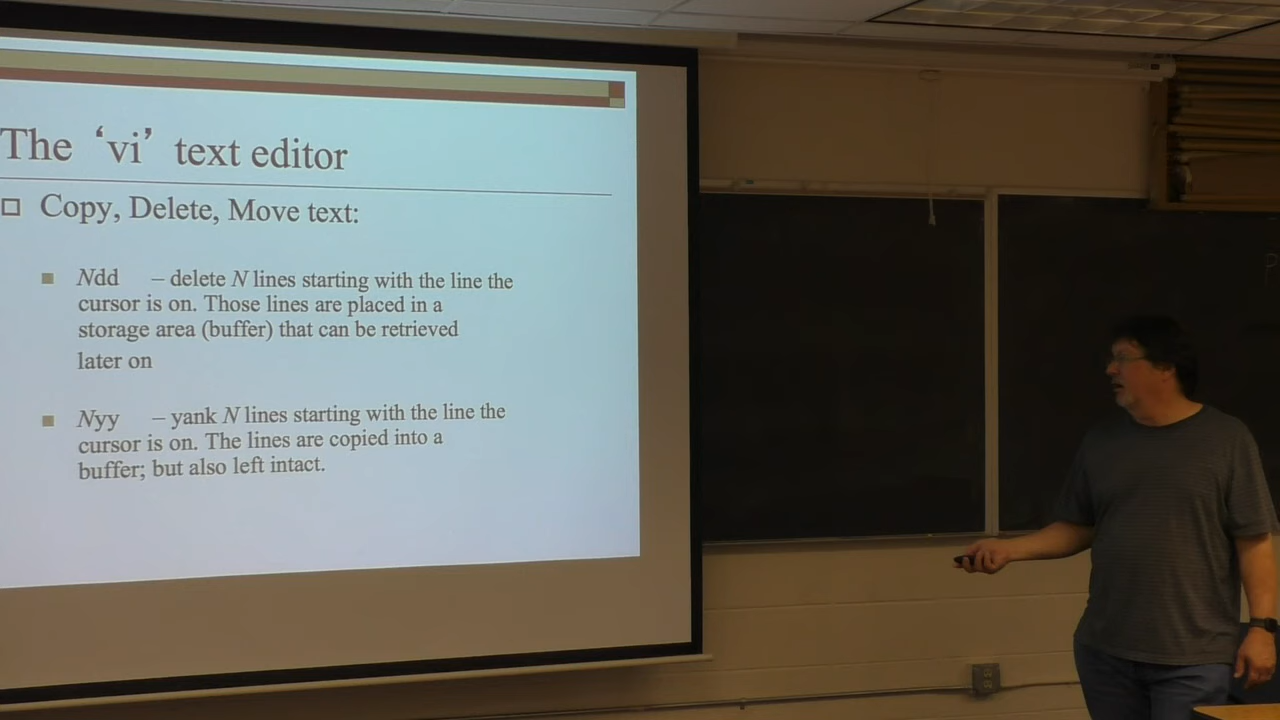 The ‘vi’ text editor
Copy, Delete, Move text:
Ndd – delete N lines starting with the line the
cursor is on. Those lines are placed in a
storage area (buffer) that can be retrieved
later on
Nyy – yank N lines starting with the line the
cursor is on. The lines are copied into a
buffer; but also left intact.